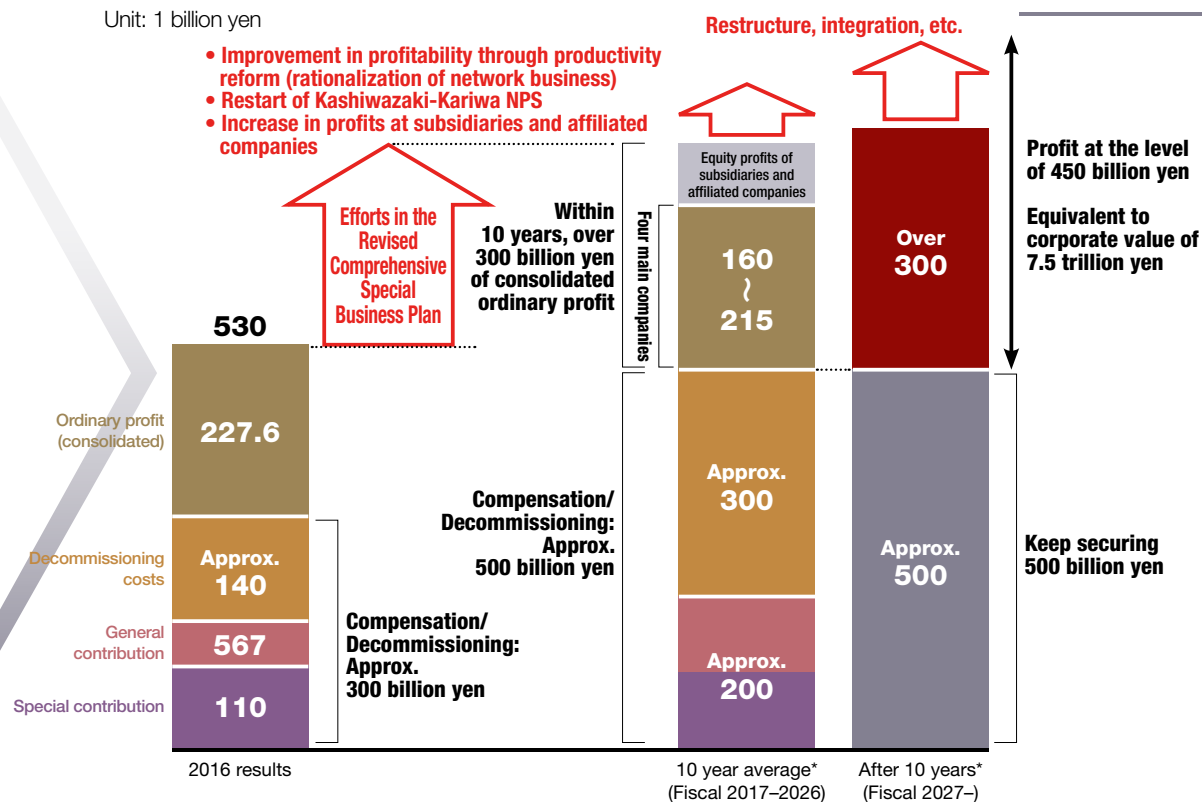 Unit: 1 billion yen
• Improvement in profitability through productivity
reform (rationalization of network business)
• Restart of Kashiwazaki-Kariwa NPS
• Increase in profits at subsidiaries and affiliated
companies
Restructure, integration, etc.
Efforts in the
Revised
Comprehensive
Special
Business Plan
Within
10 years, over
300 billion yen
of consolidated
ordinary profit
Four main companies
Equity profits of
subsidiaries and
affiliated companies
160
~
215
Over
300
Profit at the level
of 450 billion yen
Equivalent to
corporate value of
7.5 trillion yen
530
Ordinary profit
(consolidated)
227.6
Decommissioning
costs
Approx.
140
General
contribution
567
Special contribution
110
Compensation/
Decommissioning:
Approx.
300 billion yen
Compensation/
Decommissioning:
Approx.
500 billion yen
Approx.
300
Approx.
200
Approx.
500
Keep securing
500 billion yen
2016 results
10 year average*
(Fiscal 2017–2026)
After 10 years*
(Fiscal 2027–)